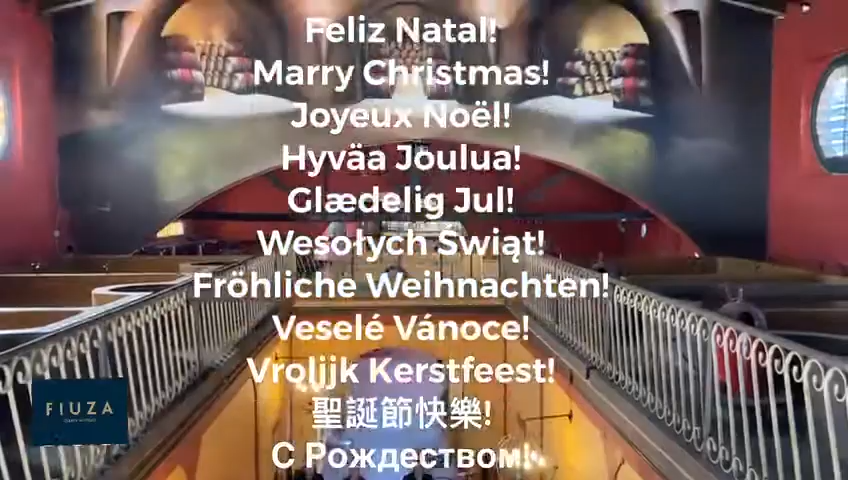 Feliz Natal!
Marry Christmas!
Joyeux Noël!
Hyväa Joulua!
Glædelig Jul!
Wesołych Świąt!
Fröhliche Weihnachten!
Veselé Vánoce!
Vrolijk Kerstfeest!
聖誕節快樂!
С Рождеством!
FIUZA